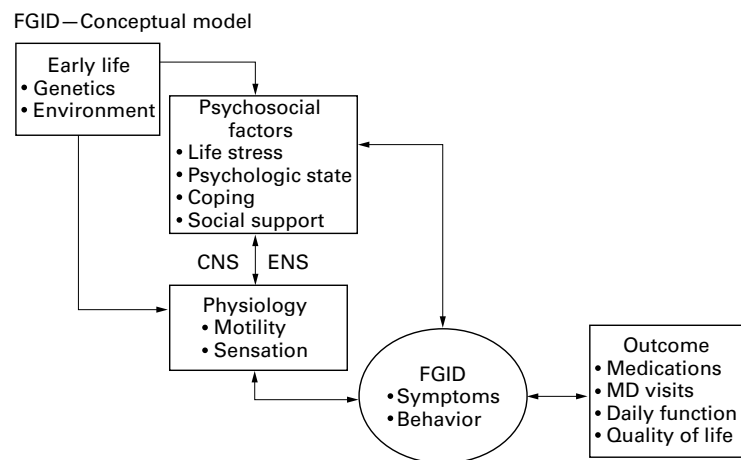 FGID—Conceptual model
Early life
• Genetics
• Environment
Psychosocial
factors
• Life stress
• Psychologic state
• Coping
• Social support
CNS ENS
Physiology
• Motility
• Sensation
FGID
• Symptoms
• Behavior
Outcome
• Medications
• MD visits
• Daily function
• Quality of life